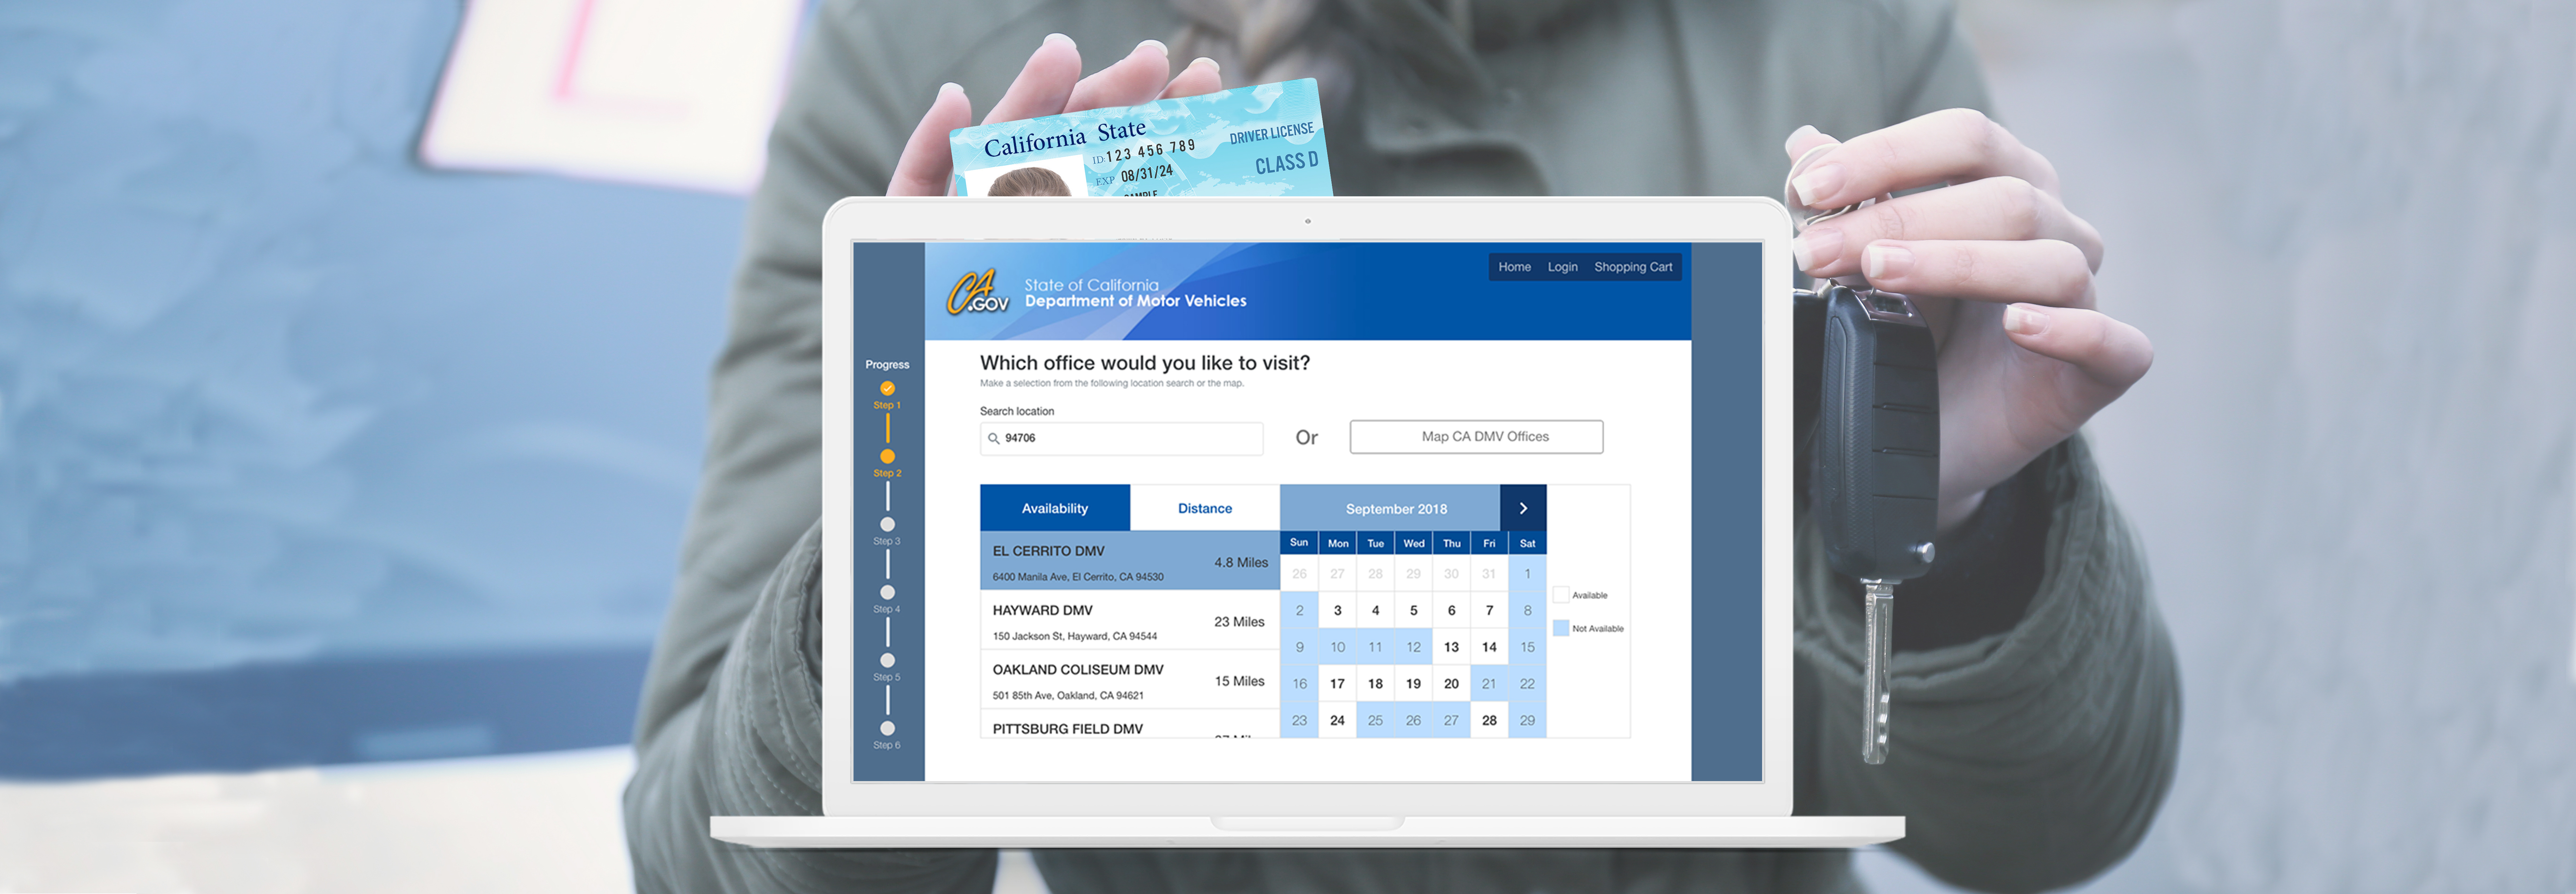 California State
DRIVER LICENSE
ID:123 456 789
CLASS D
EXP 08/31/24
CA.GOV
State of California
Department of Motor Vehicles
Home Login Shopping Cart
Progress
Step 1
Step 2
Step 3
Step 4
Step 5
Step 6
Which office would you like to visit?
Make a selection from the following location search or the map.
Search location
94706
Or
Map CA DMV Offices
Availability
Distance
EL CERRITO DMV
4.8 Miles
6400 Manila Ave, El Cerrito, CA 94530
HAYWARD DMV
23 Miles
150 Jackson St, Hayward, CA 94544
OAKLAND COLISEUM DMV
15 Miles
501 85th Ave, Oakland, CA 94621
PITTSBURG FIELD DMV
September 2018
Sun Mon Tue Wed Thu Fri Sat
26 27 28 29 30 31 1
2 3 4 5 6 7 8
9 10 11 12 13 14 15
16 17 18 19 20 21 22
23 24 25 26 27 28 29
Available
Not Available